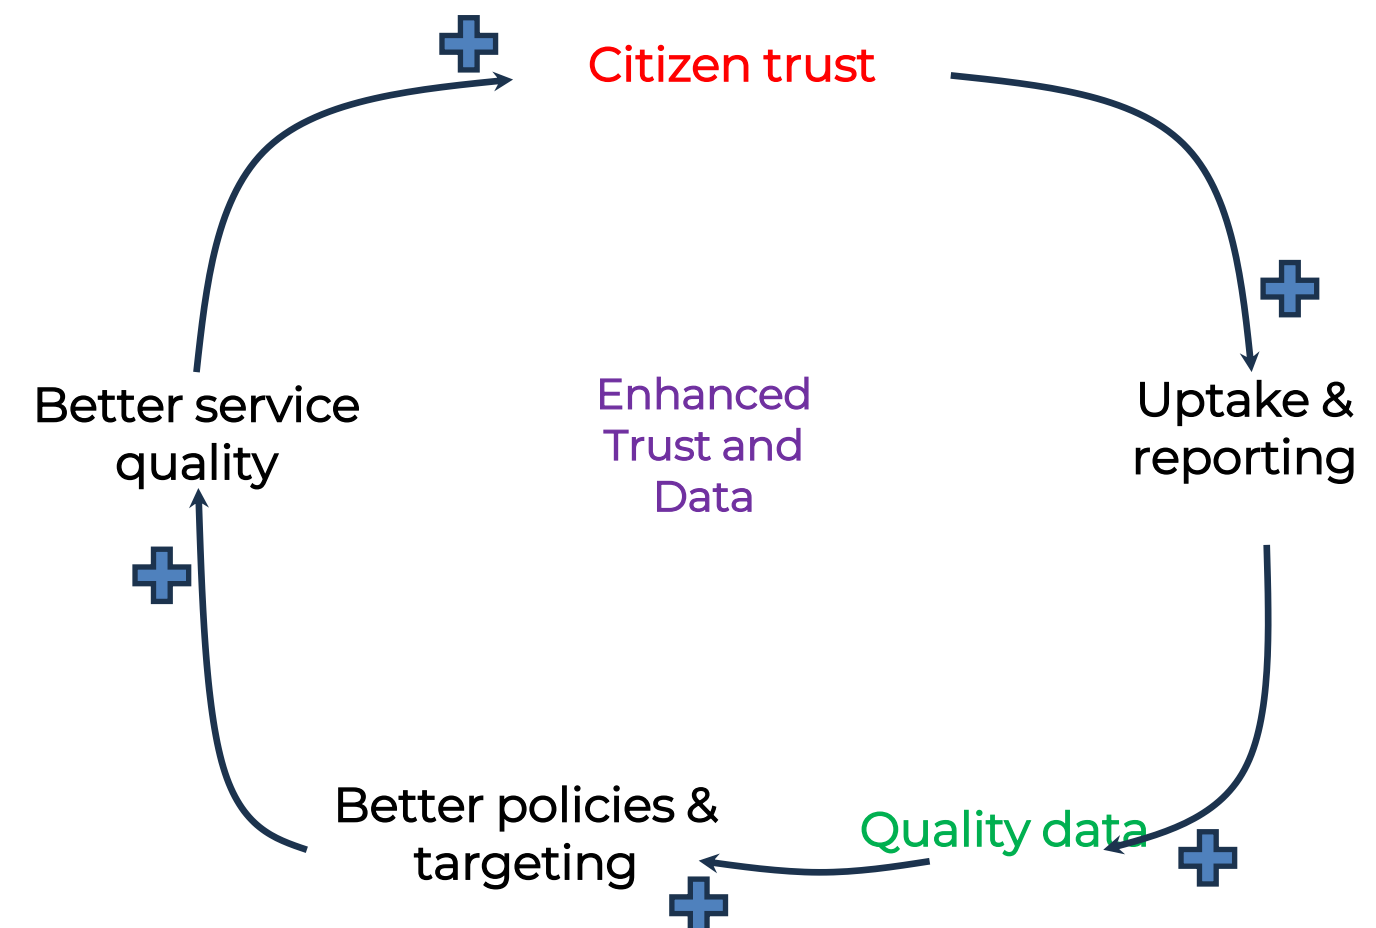 Citizen trust
Uptake &
reporting
Quality data
Better policies &
targeting
Better service
quality
Enhanced
Trust and
Data